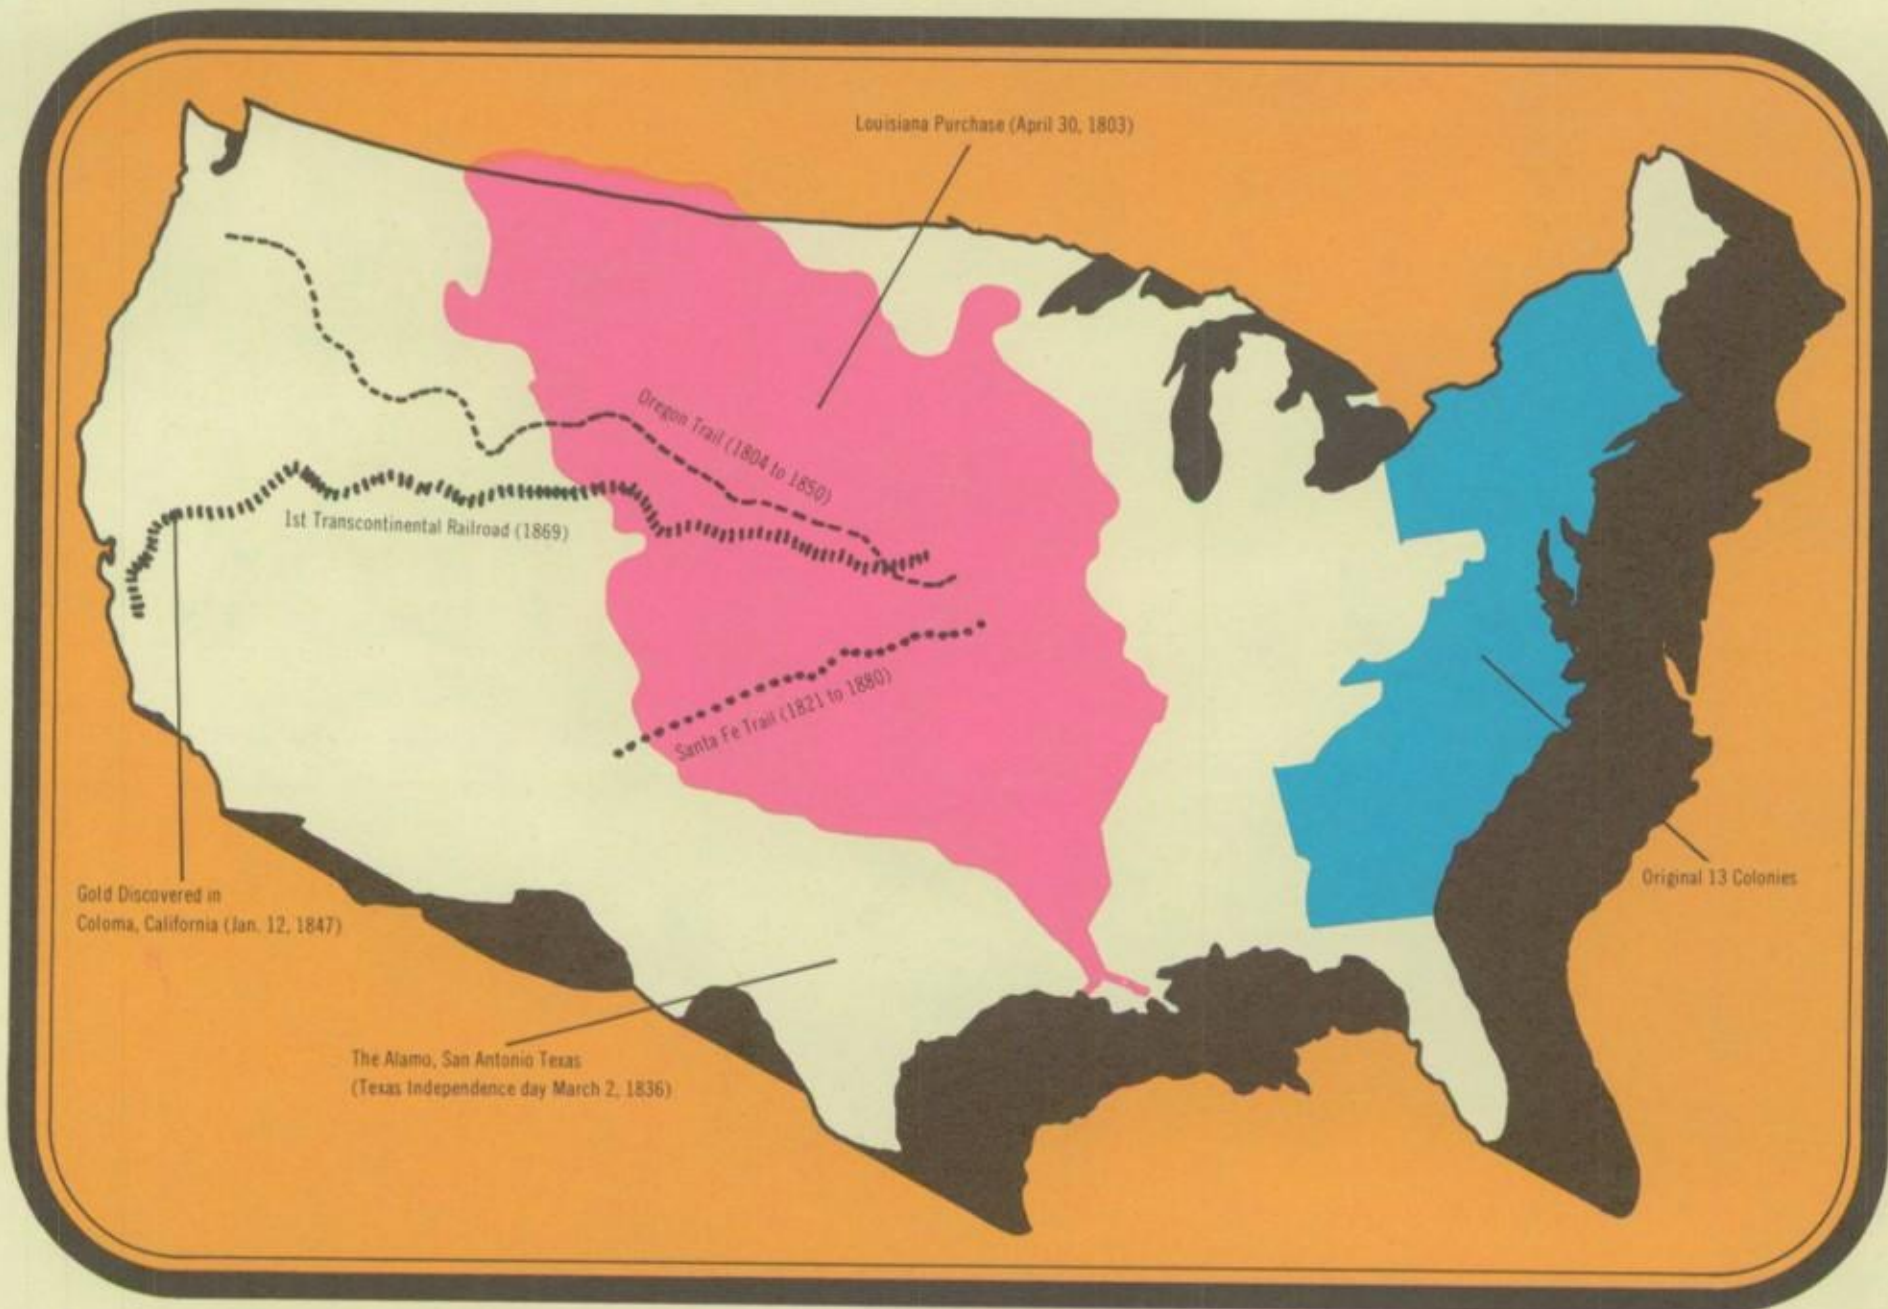 Louisiana Purchase (April 30, 1803)
Oregon Trail (1804 to 1850)
1st Transcontinental Railroad (1869)
Santa Fe Trail (1821 to 1880)
Original 13 Colonies
Gold Discovered in
Coloma, California (Jan. 12, 1847)
The Alamo, San Antonio Texas
(Texas Independence day March 2, 1836)